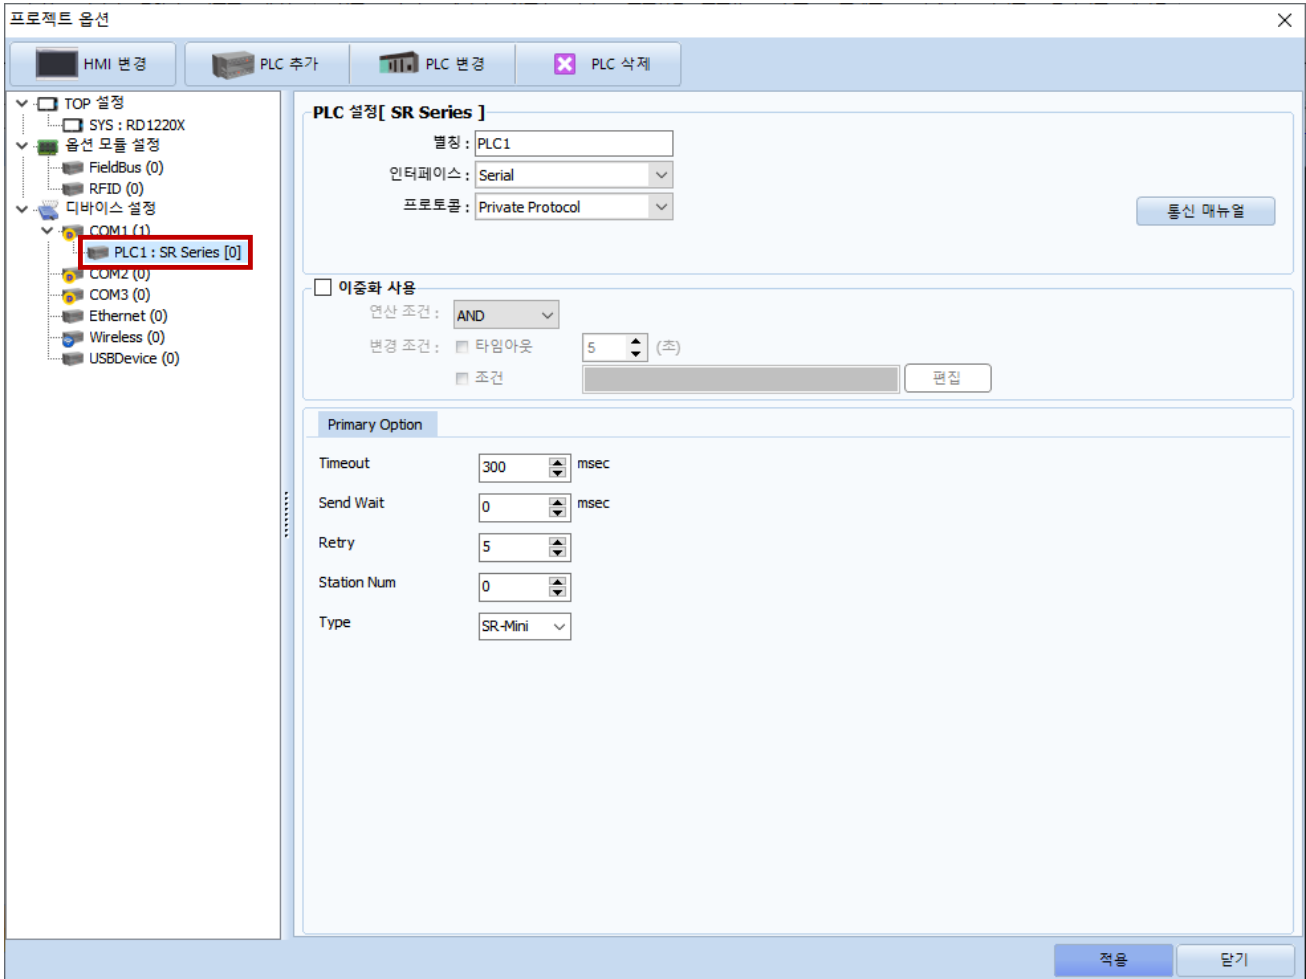 프로젝트 옵션
HMI 변경 PLC 추가 PLC 변경 PLC 삭제
TOP 설정
SYS : RD1220X
옵션 모듈 설정
FieldBus (0)
RFID (0)
디바이스 설정
COM1 (1)
PLC1 : SR Series [0]
COM2 (0)
COM3 (0)
Ethernet (0)
Wireless (0)
USBDevice (0)
PLC 설정[ SR Series ]
별칭 : PLC1
인터페이스 : Serial
프로토콜 : Private Protocol
통신 매뉴얼
이중화 사용
연산 조건 : AND
변경 조건 : 타임아웃 5 (초)
조건 편집
Primary Option
Timeout 300 msec
Send Wait 0 msec
Retry 5
Station Num 0
Type SR-Mini
적용 닫기